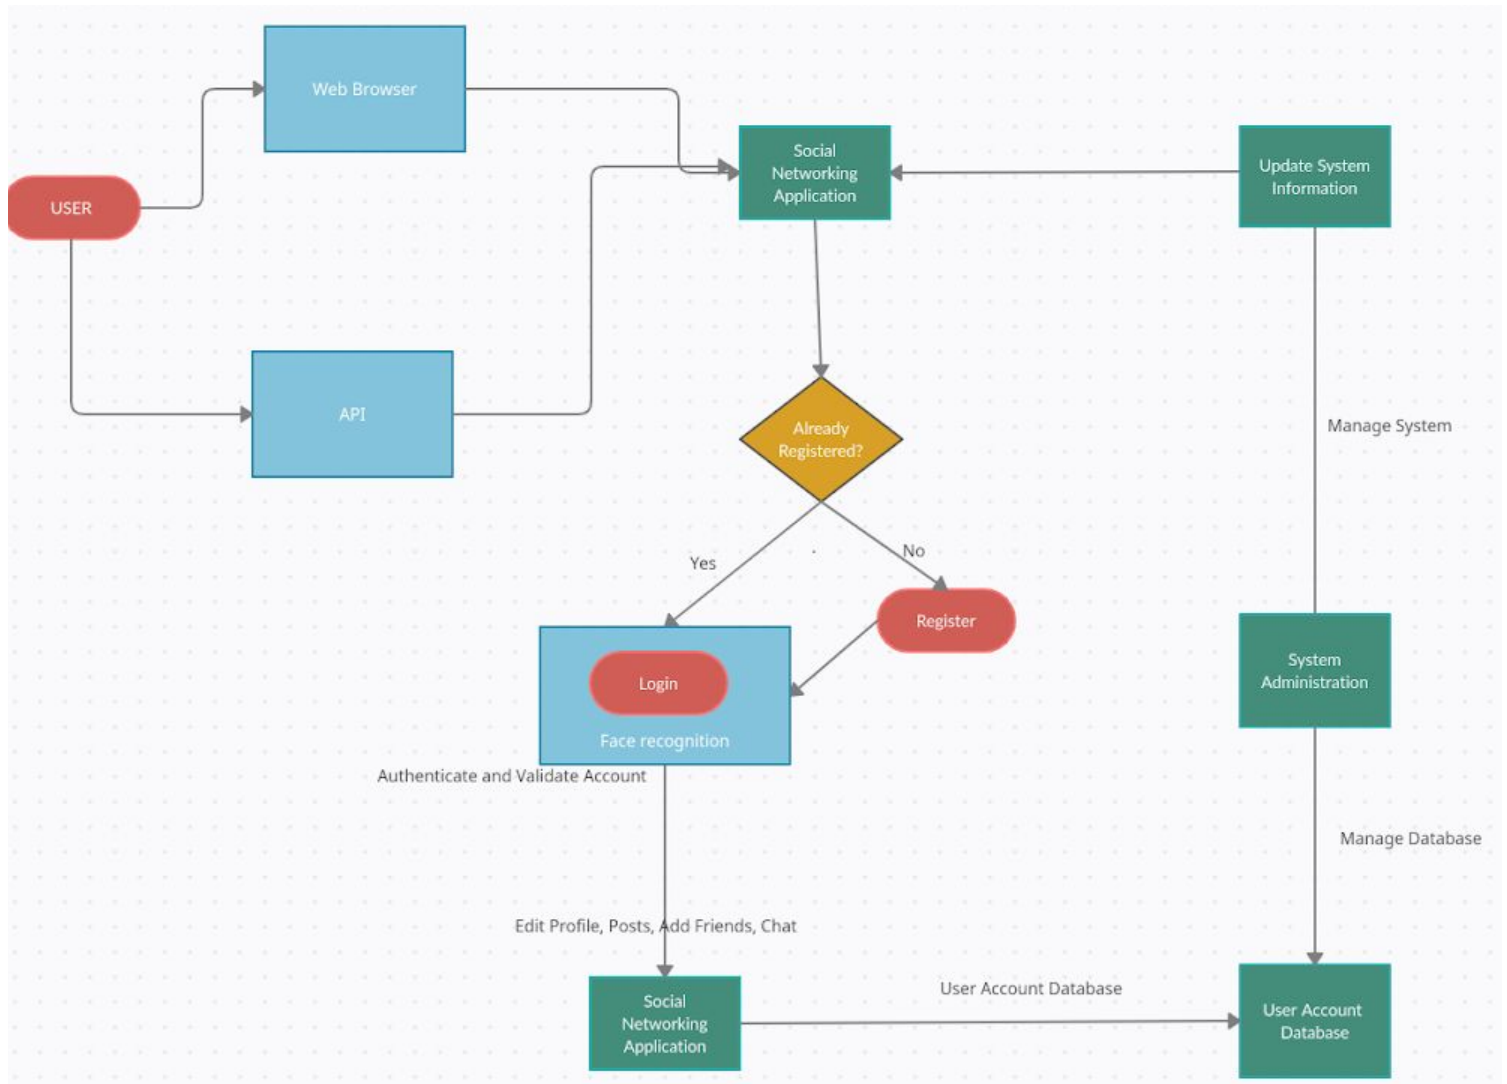 Web Browser
Social
Networking
Application
Update System
Information
USER
API
Already
Registered?
Manage System
Yes
No
Register
Login
Face recognition
System
Administration
Authenticate and Validate Account
Manage Database
Edit Profile, Posts, Add Friends, Chat
Social
Networking
Application
User Account Database
User Account
Database